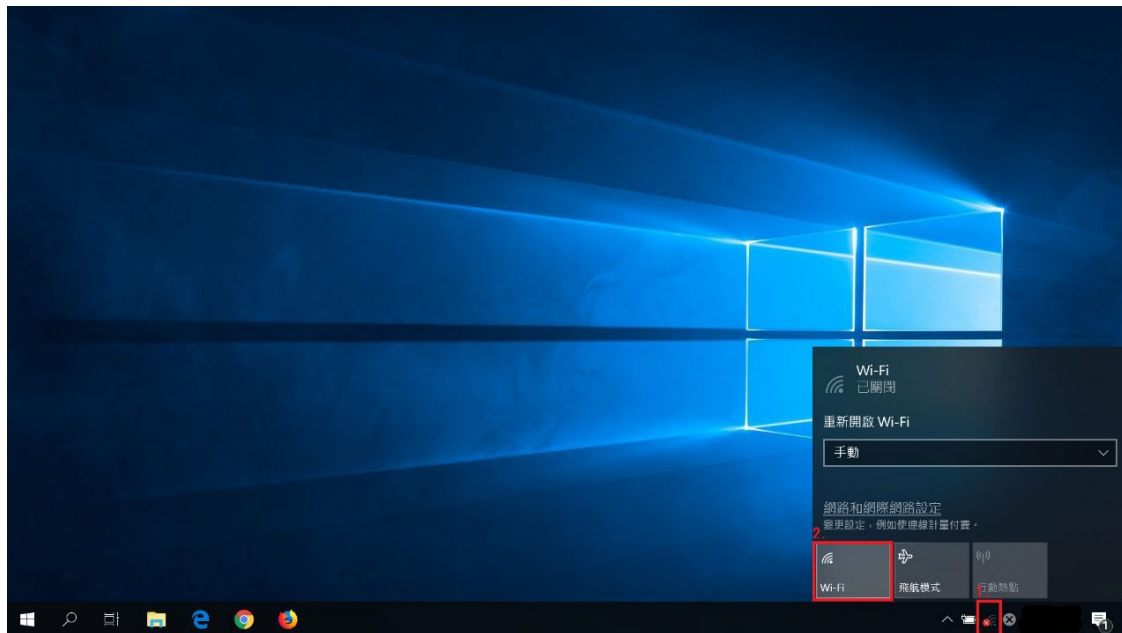 Wi-Fi
已關閉
重新開啟 Wi-Fi
手動
網路和網際網路設定
變更設定，例如使連線計量付費。
2.
Wi-Fi
飛航模式
行動熱點
1.
1